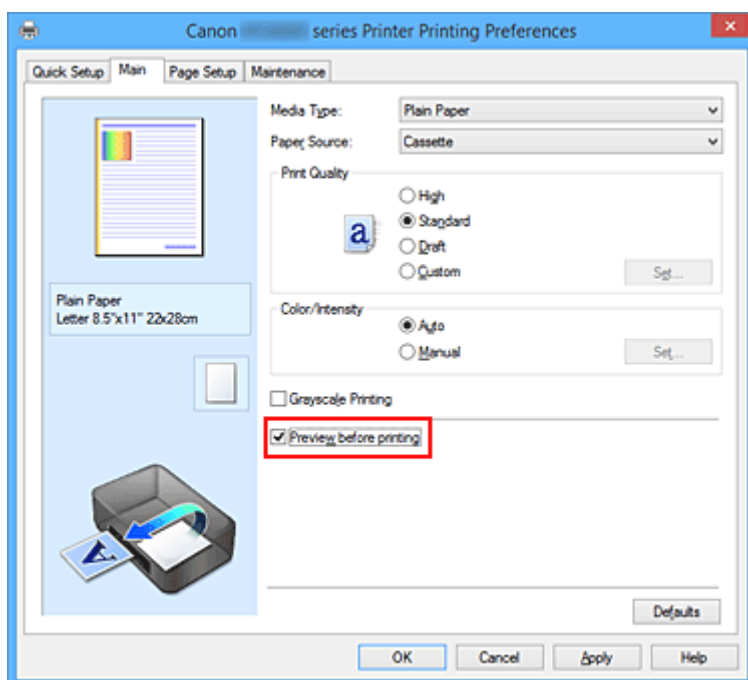 Canon series Printer Printing Preferences
Quick Setup Main Page Setup Maintenance
Media Type: Plain Paper
Paper Source: Cassette
Print Quality
High
Standard
Draft
Custom Set...
Plain Paper
Letter 8.5"x11" 22x28cm
Color/Intensity
Auto
Manual Set...
Grayscale Printing
Preview before printing
Defaults
OK Cancel Apply Help
a
A